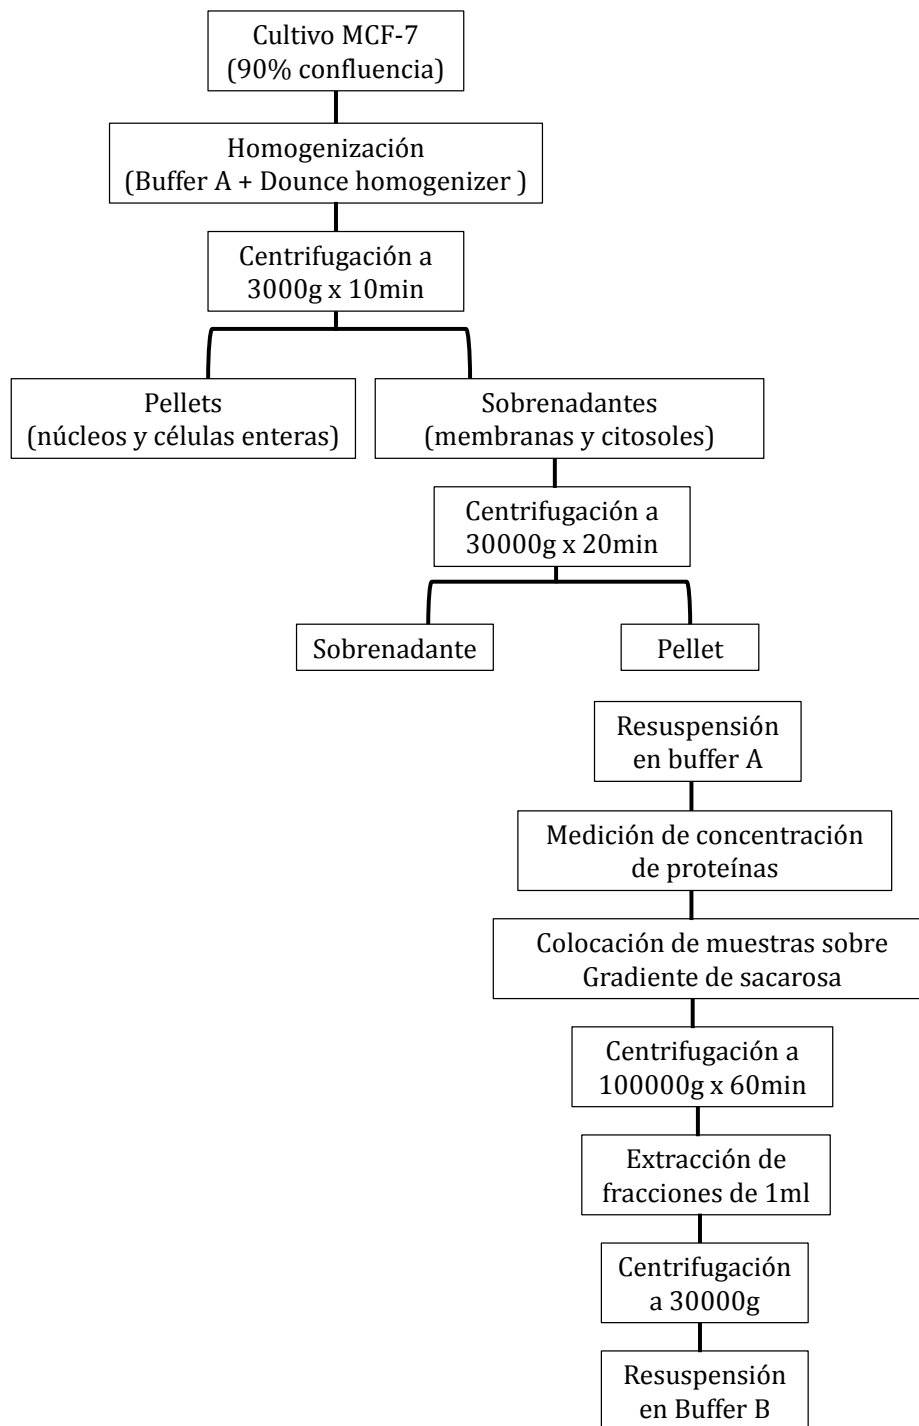 Cultivo MCF-7
(90% confluencia)
Homogenización
(Buffer A + Dounce homogenizer )
Centrifugación a
3000g x 10min
Pellets
(núcleos y células enteras)
Sobrenadantes
(membranas y citosoles)
Centrifugación a
30000g x 20min
Sobrenadante
Pellet
Resuspensión
en buffer A
Medición de concentración
de proteínas
Colocación de muestras sobre
Gradiente de sacarosa
Centrifugación a
100000g x 60min
Extracción de
fracciones de 1ml
Centrifugación
a 30000g
Resuspensión
en Buffer B